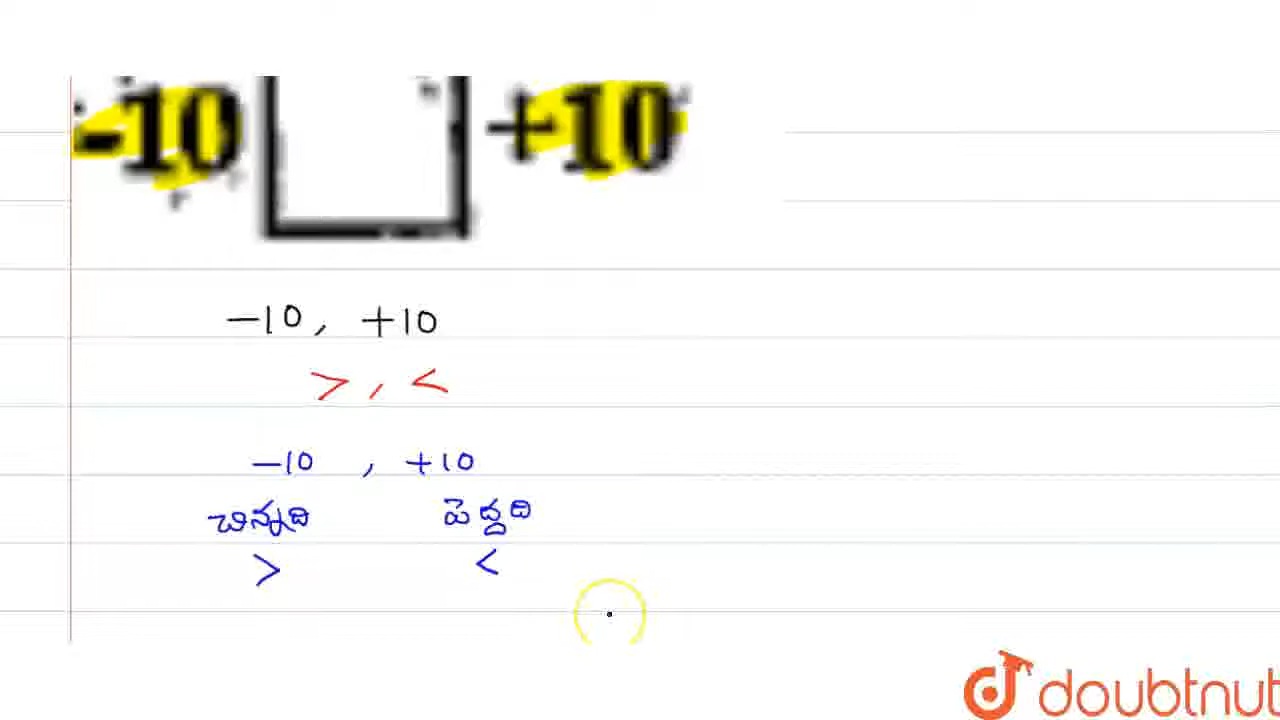 -10 +10
-10, +10
>, <
-10, +10
చిన్నది పెద్దది
> <
doubtnut